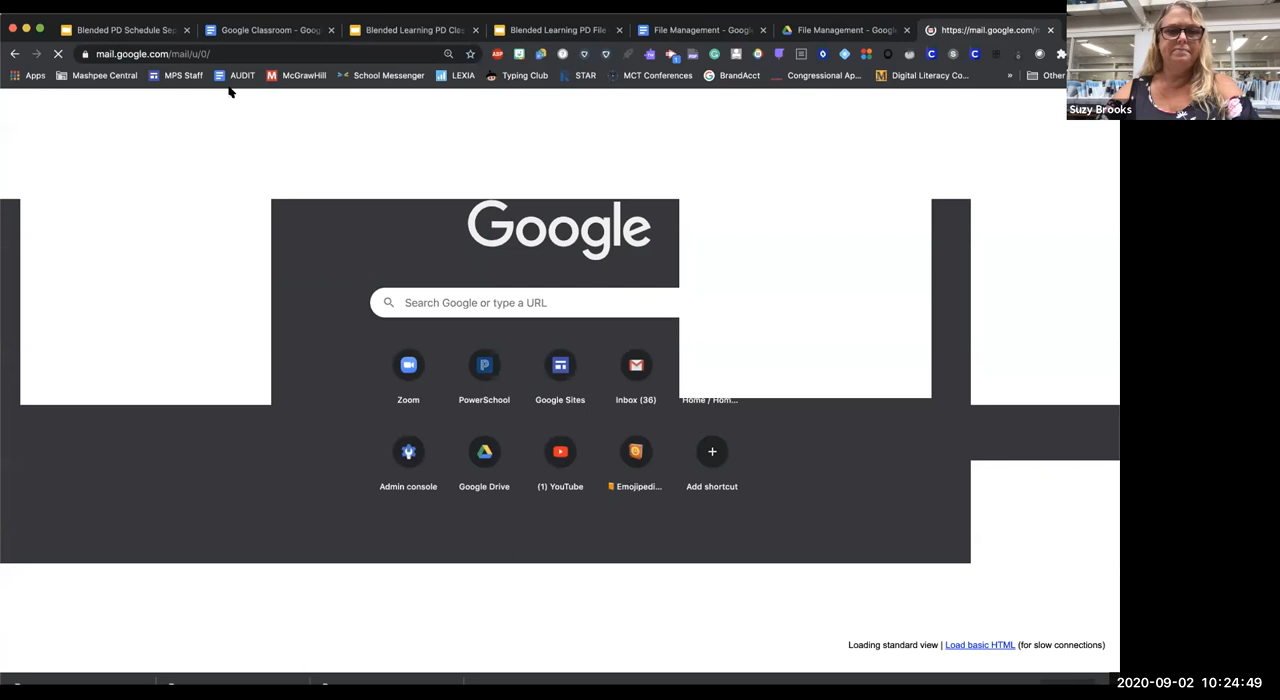 Blended PD Schedule Sep
Google Classroom - Goog
Blended Learning PD Clas
Blended Learning PD File
File Management - Google
File Management - Google
https://mail.google.com/m
mail.google.com/mail/u/0/
Apps Mashpee Central MPS Staff AUDIT McGrawHill School Messenger LEXIA Typing Club STAR MCT Conferences BrandAcct Congressional Ap... Digital Literacy Co... » Other
Suzy Brooks
Google
Search Google or type a URL
Zoom PowerSchool Google Sites Inbox (36) Home / Hom...
Admin console Google Drive (1) YouTube Emojipedi... Add shortcut
Loading standard view | Load basic HTML (for slow connections)
2020-09-02 10:24:49